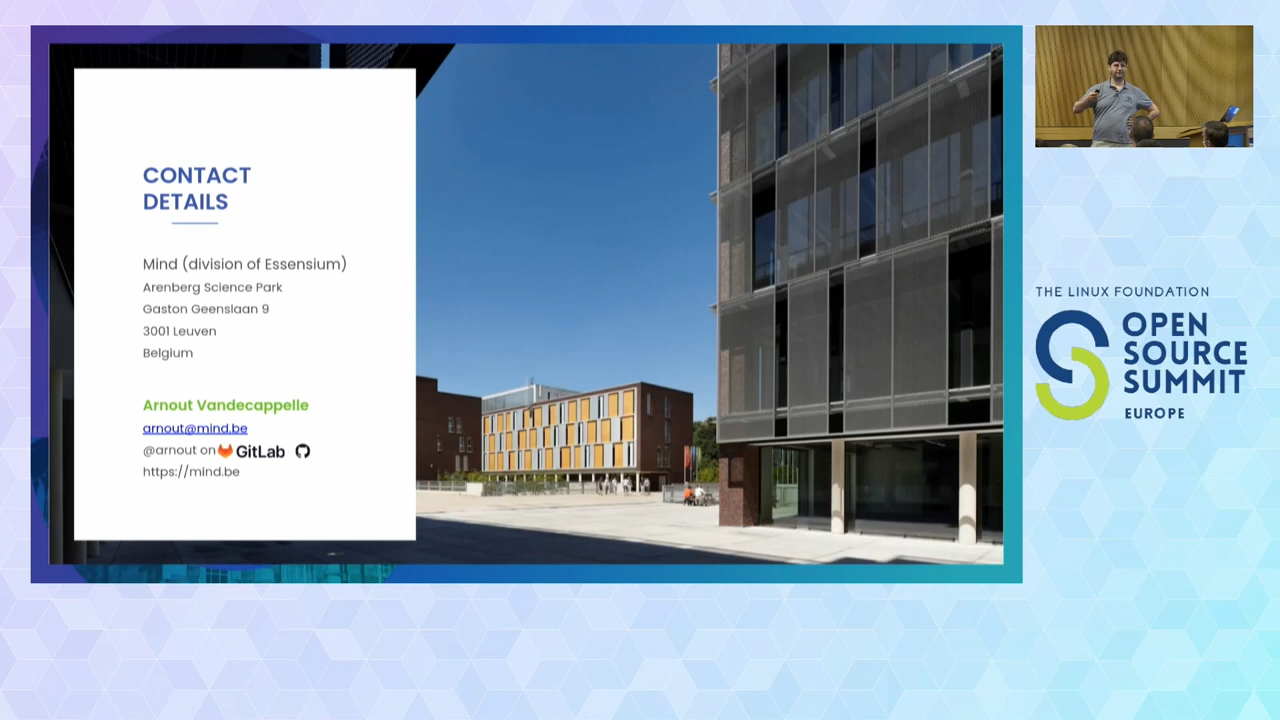 CONTACT
DETAILS
Mind (division of Essensium)
Arenberg Science Park
Gaston Geenslaan 9
3001 Leuven
Belgium
Arnout Vandecappelle
arnout@mind.be
@arnout on GitLab
https://mind.be
THE LINUX FOUNDATION
OPEN
SOURCE
SUMMIT
EUROPE